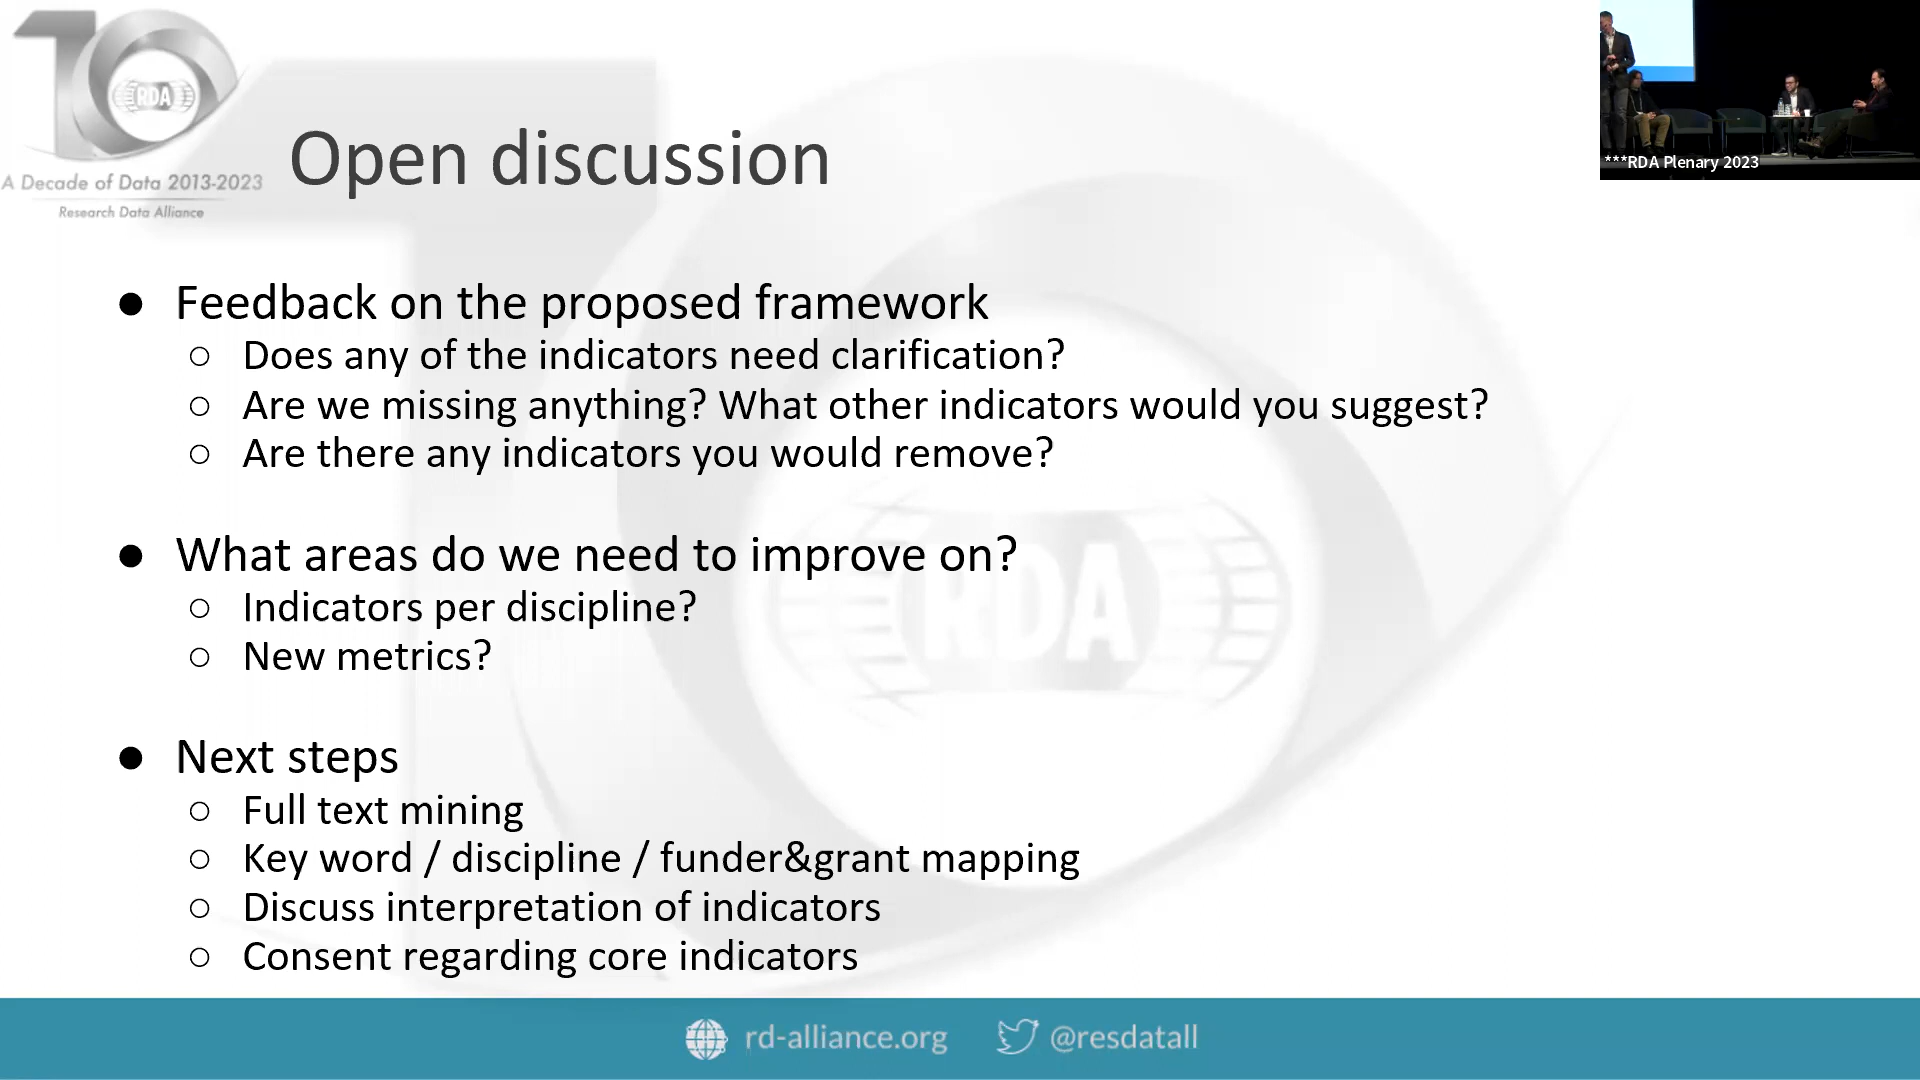 10
RDA
A Decade of Data 2013-2023
Research Data Alliance
Open discussion
***RDA Plenary 2023
● Feedback on the proposed framework
○ Does any of the indicators need clarification?
○ Are we missing anything? What other indicators would you suggest?
○ Are there any indicators you would remove?
● What areas do we need to improve on?
○ Indicators per discipline?
○ New metrics?
RDA
● Next steps
○ Full text mining
○ Key word / discipline / funder&grant mapping
○ Discuss interpretation of indicators
○ Consent regarding core indicators
rd-alliance.org
@resdatall